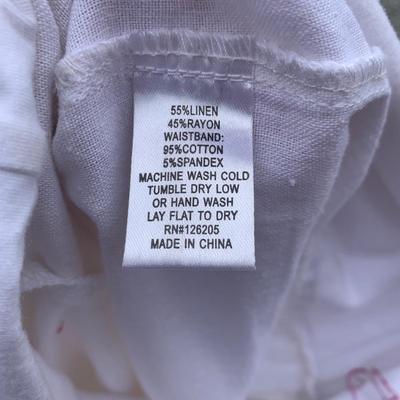 55%LINEN
45%RAYON
WAISTBAND:
95%COTTON
5%SPANDEX
MACHINE WASH COLD
TUMBLE DRY LOW
OR HAND WASH
LAY FLAT TO DRY
RN#126205
MADE IN CHINA